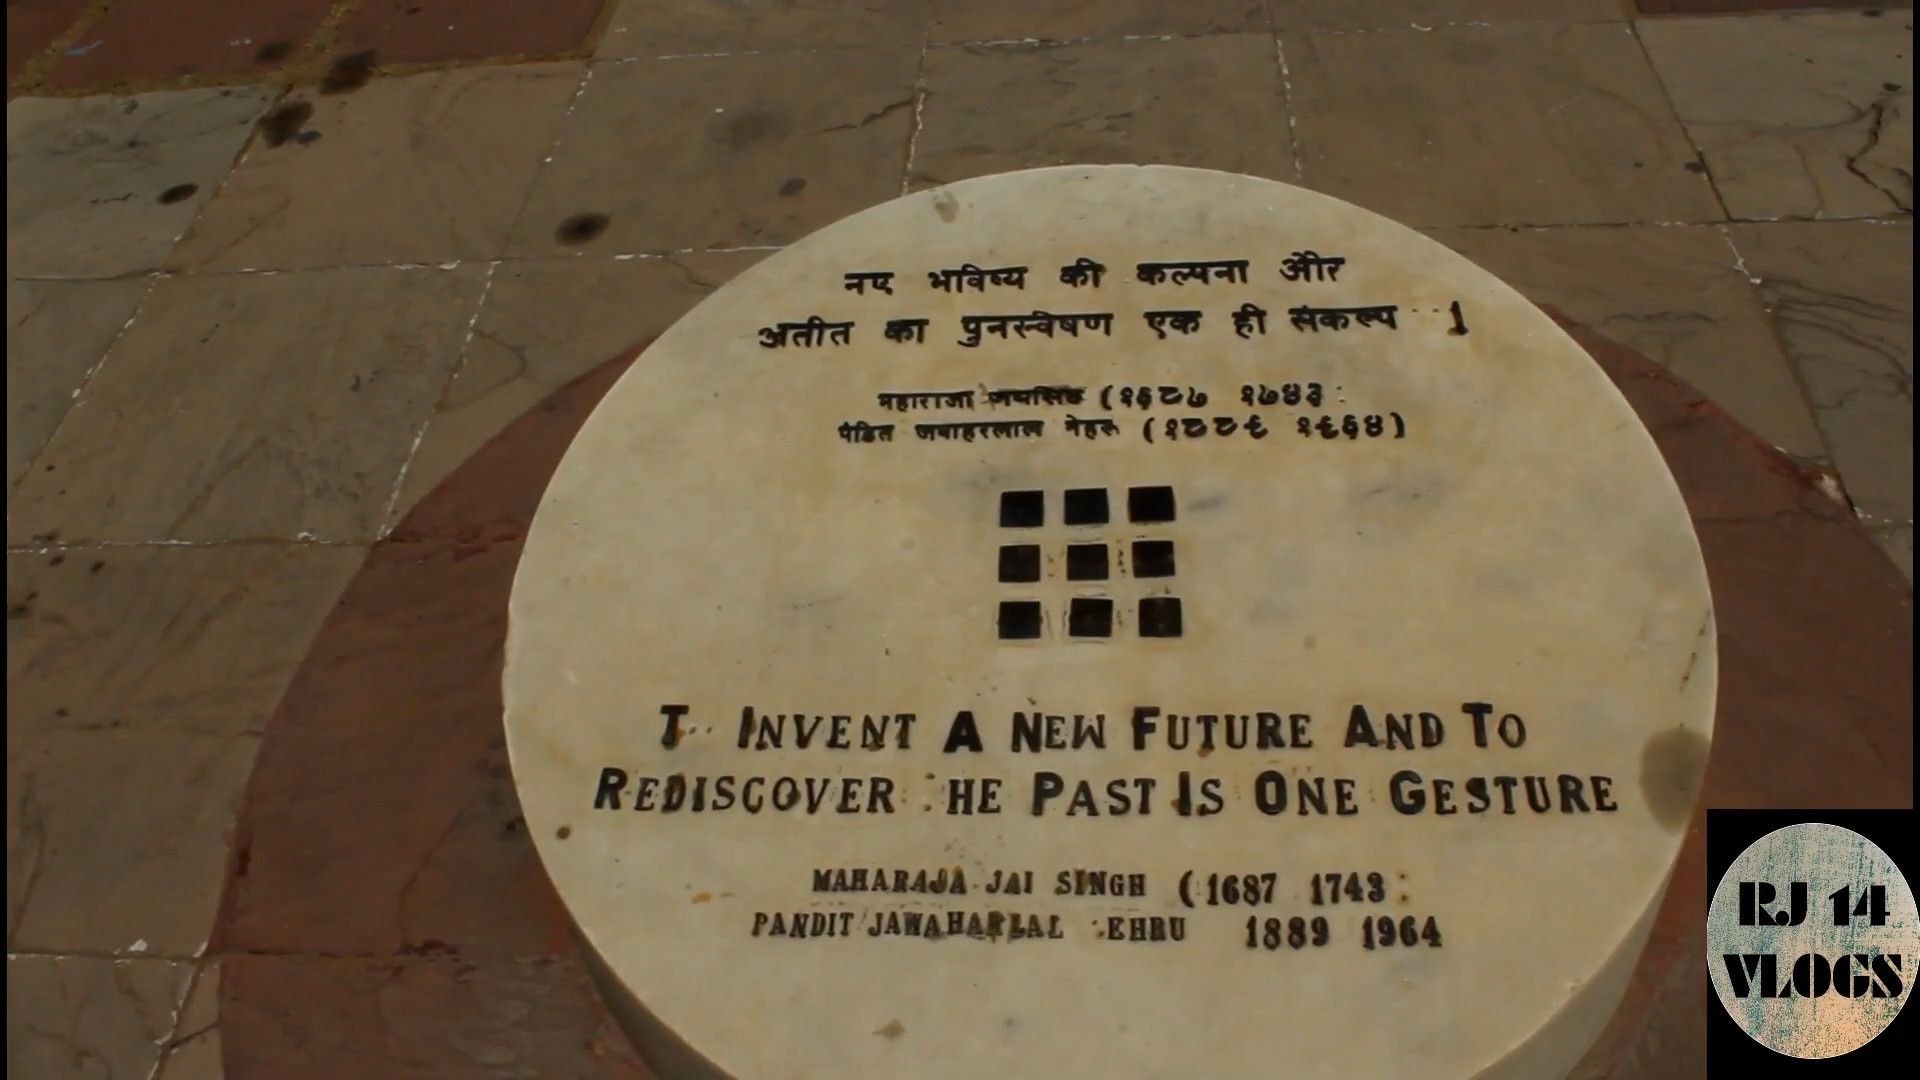 नए भविष्य की कल्पना और
अतीत का पुनरन्वेषण एक ही संकल्प
महाराजा जयसिंह (१६८७ १७४३
पंडित जवाहरलाल नेहरू (१८८९ १९६४)
T INVENT A NEW FUTURE AND TO
REDISCOVER HE PAST IS ONE GESTURE
MAHARAJA JAI SINGH (1687 1743
PANDIT JAWAHARLAL EHRU 1889 1964
RJ 14
VLOGS